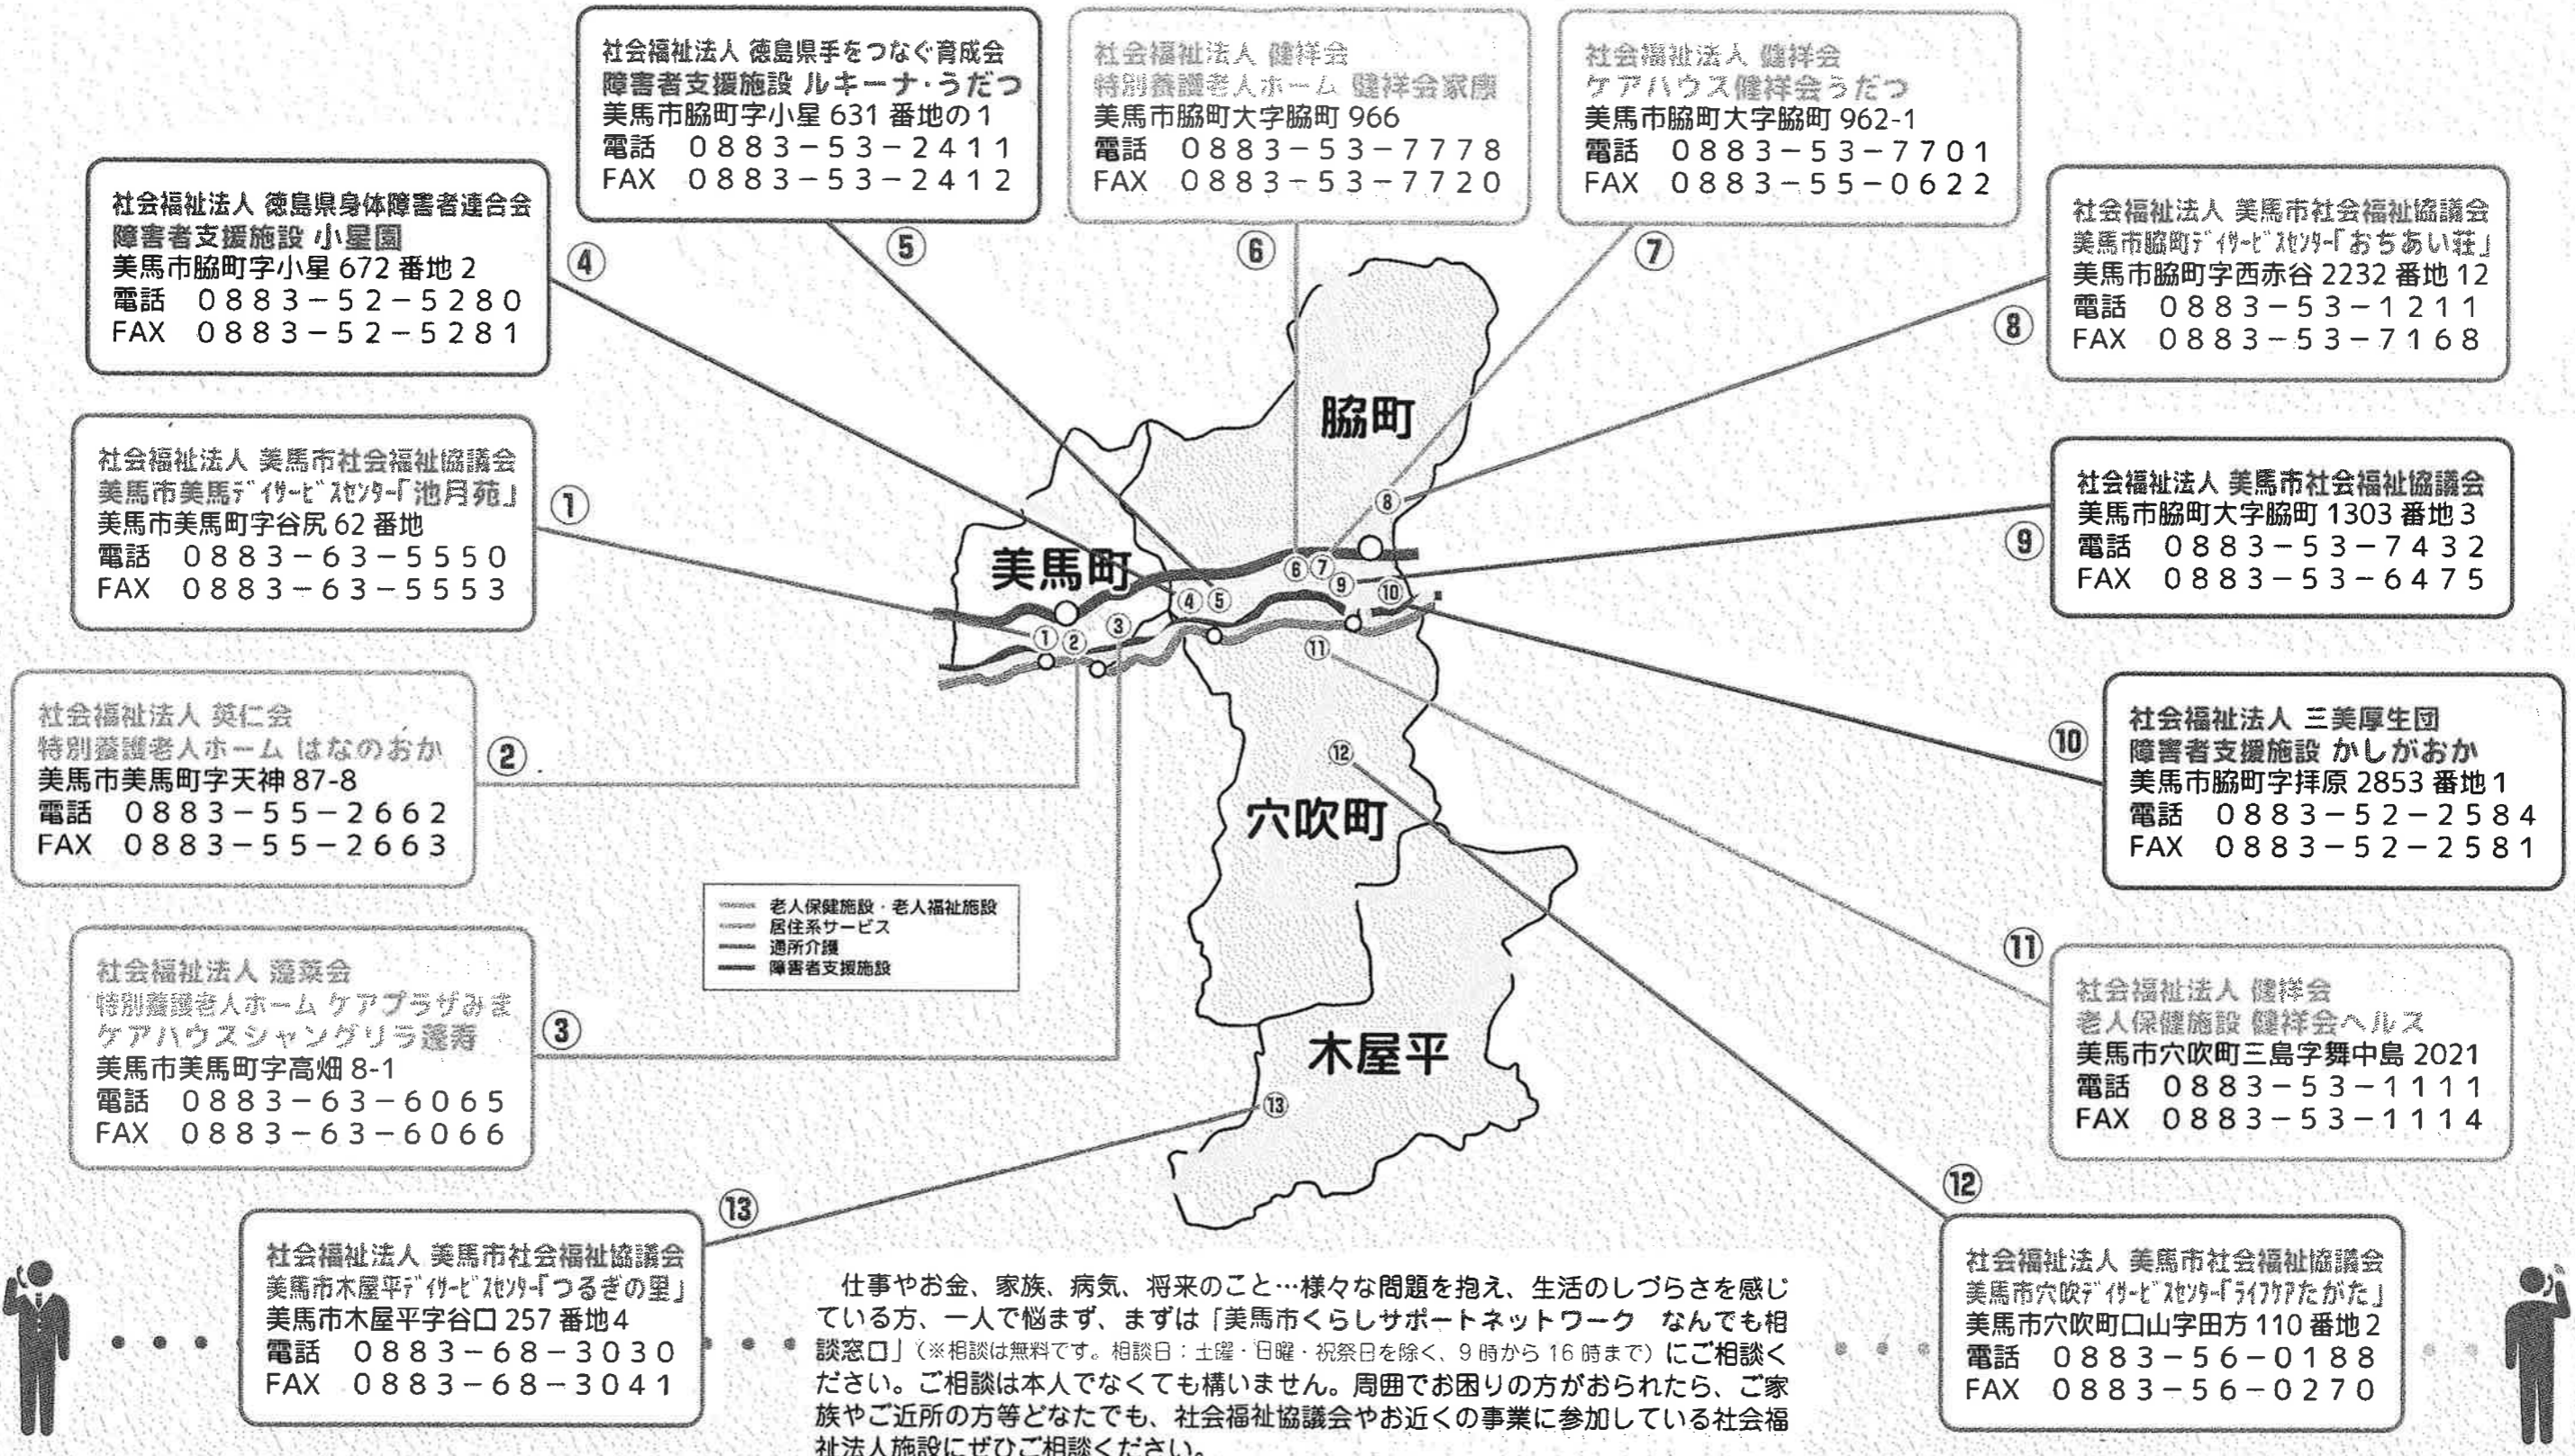 社会福祉法人 徳島県手をつなぐ育成会
障害者支援施設 ルキーナ・うだつ
美馬市脇町字小星 631 番地の 1
電話 0883-53-2411
FAX 0883-53-2412
⑤
社会福祉法人 健祥会
特別養護老人ホーム 健祥会家康
美馬市脇町大字脇町 966
電話 0883-53-7778
FAX 0883-53-7720
⑥
社会福祉法人 健祥会
ケアハウス健祥会うだつ
美馬市脇町大字脇町 962-1
電話 0883-53-7701
FAX 0883-55-0622
⑦
社会福祉法人 徳島県身体障害者連合会
障害者支援施設 小星園
美馬市脇町字小星 672 番地 2
電話 0883-52-5280
FAX 0883-52-5281
④
社会福祉法人 美馬市社会福祉協議会
美馬市脇町デイサービスセンター「おちあい荘」
美馬市脇町字西赤谷 2232 番地 12
電話 0883-53-1211
FAX 0883-53-7168
⑧
社会福祉法人 美馬市社会福祉協議会
美馬市美馬デイサービスセンター「池月苑」
美馬市美馬町字谷尻 62 番地
電話 0883-63-5550
FAX 0883-63-5553
①
社会福祉法人 美馬市社会福祉協議会
美馬市脇町大字脇町 1303 番地 3
電話 0883-53-7432
FAX 0883-53-6475
⑨
脇町
美馬町
⑧
⑥ ⑦
⑨ ⑩
④ ⑤
③
① ②
⑪
⑫
穴吹町
木屋平
⑬
社会福祉法人 英仁会
特別養護老人ホーム はなのおか
美馬市美馬町字天神 87-8
電話 0883-55-2662
FAX 0883-55-2663
②
社会福祉法人 三美厚生団
障害者支援施設 かしがおか
美馬市脇町字拝原 2853 番地 1
電話 0883-52-2584
FAX 0883-52-2581
⑩
老人保健施設・老人福祉施設
居住系サービス
通所介護
障害者支援施設
社会福祉法人 蓬莱会
特別養護老人ホーム ケアプラザみま
ケアハウスシャングリラ蓬寿
美馬市美馬町字高畑 8-1
電話 0883-63-6065
FAX 0883-63-6066
③
社会福祉法人 健祥会
老人保健施設 健祥会ヘルス
美馬市穴吹町三島字舞中島 2021
電話 0883-53-1111
FAX 0883-53-1114
⑪
社会福祉法人 美馬市社会福祉協議会
美馬市木屋平デイサービスセンター「つるぎの里」
美馬市木屋平字谷口 257 番地 4
電話 0883-68-3030
FAX 0883-68-3041
⑬
社会福祉法人 美馬市社会福祉協議会
美馬市穴吹デイサービスセンター「ライフケアたがた」
美馬市穴吹町口山字田方 110 番地 2
電話 0883-56-0188
FAX 0883-56-0270
⑫
仕事やお金、家族、病気、将来のこと…様々な問題を抱え、生活のしづらさを感じ
ている方、一人で悩まず、まずは「美馬市くらしサポートネットワーク なんでも相
談窓口」（※相談は無料です。相談日：土曜・日曜・祝祭日を除く、9 時から 16 時まで）にご相談く
ださい。ご相談は本人でなくても構いません。周囲でお困りの方がおられたら、ご家
族やご近所の方等どなたでも、社会福祉協議会やお近くの事業に参加している社会福
祉法人施設にぜひご相談ください。